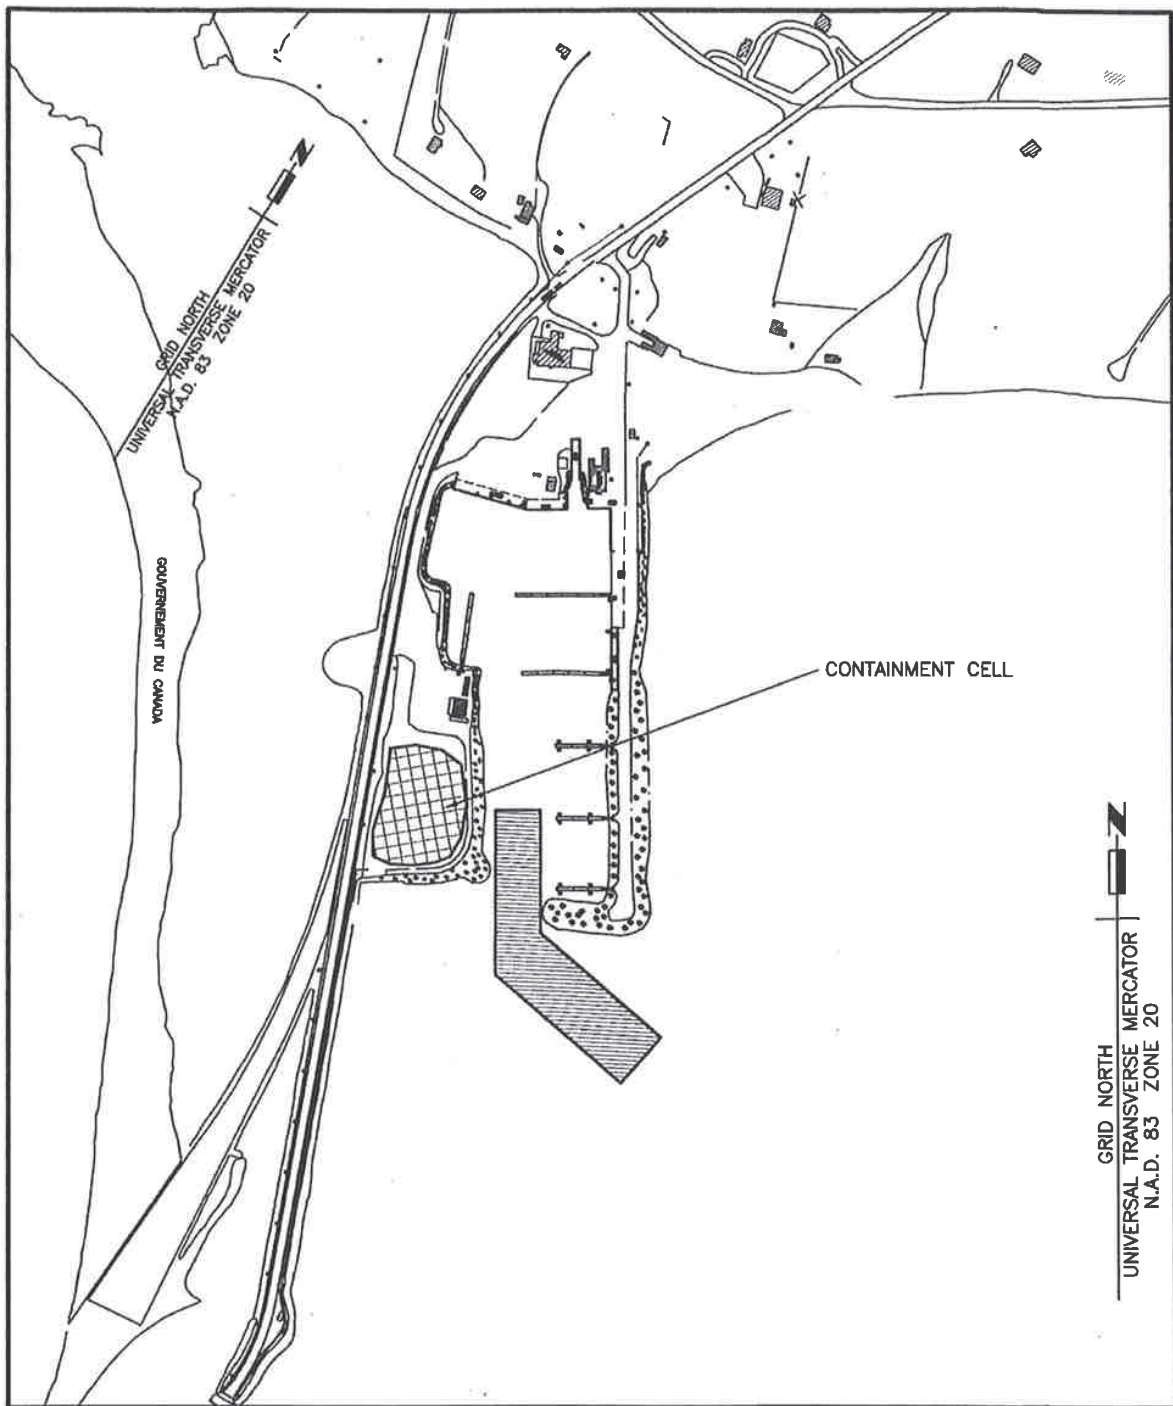 N
GRID NORTH
UNIVERSAL TRANSVERSE MERCATOR
N.A.D. 83 ZONE 20
GOUVERNEMENT DU CANADA
CONTAINMENT CELL
N
GRID NORTH
UNIVERSAL TRANSVERSE MERCATOR
N.A.D. 83 ZONE 20